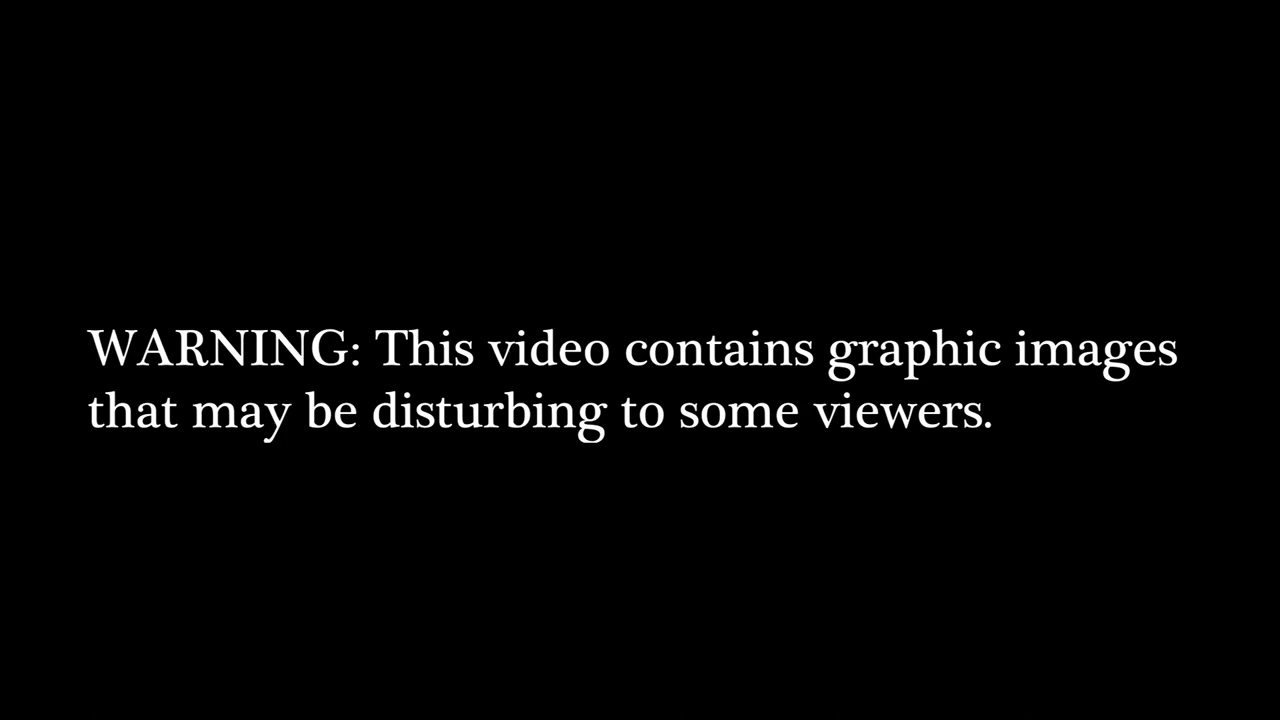 WARNING: This video contains graphic images
that may be disturbing to some viewers.